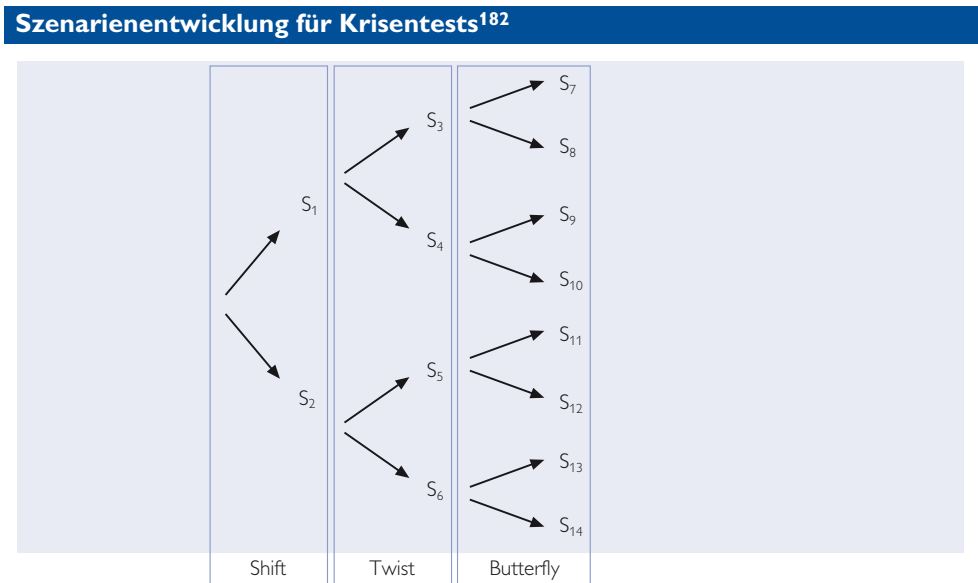 Szenarienentwicklung für Krisentests¹⁸²
S₇
S₃
S₈
S₁
S₉
S₄
S₁₀
S₁₁
S₅
S₂
S₁₂
S₁₃
S₆
S₁₄
Shift Twist Butterfly